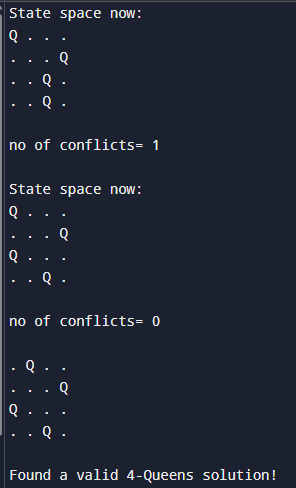 State space now:
Q . . .
. . . Q
. . Q .
. . Q .
no of conflicts= 1
State space now:
Q . . .
. . . Q
Q . . .
. . Q .
no of conflicts= 0
. Q . .
. . . Q
Q . . .
. . Q .
Found a valid 4-Queens solution!